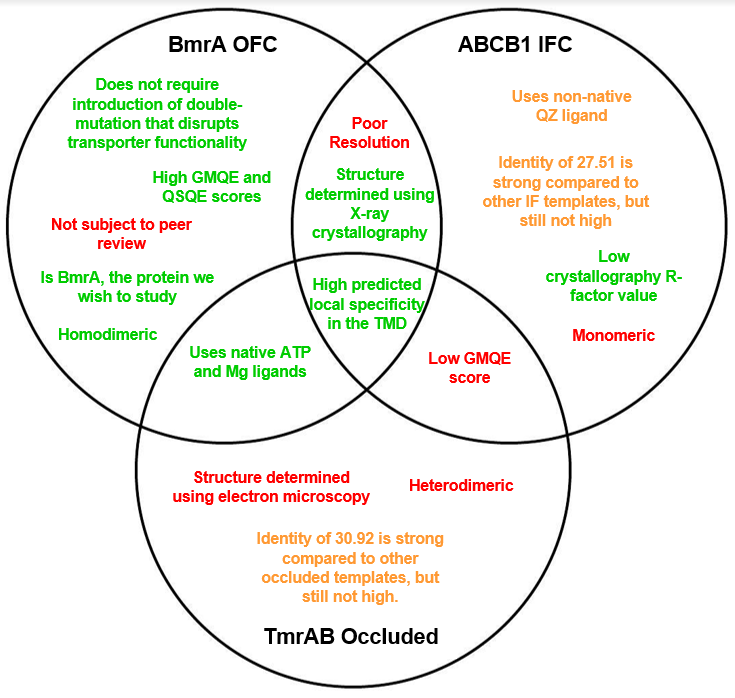 BmrA OFC
Does not require
introduction of double-
mutation that disrupts
transporter functionality
High GMQE and
QSQE scores
Not subject to peer
review
Is BmrA, the protein we
wish to study
Homodimeric
Poor
Resolution
Structure
determined using
X-ray
crystallography
ABCB1 IFC
Uses non-native
QZ ligand
Identity of 27.51 is
strong compared to
other IF templates, but
still not high
Low
crystallography R-
factor value
Monomeric
High predicted
local specificity
in the TMD
Uses native ATP
and Mg ligands
Low GMQE
score
Structure determined
using electron microscopy
Heterodimeric
Identity of 30.92 is strong
compared to other
occluded templates, but
still not high.
TmrAB Occluded